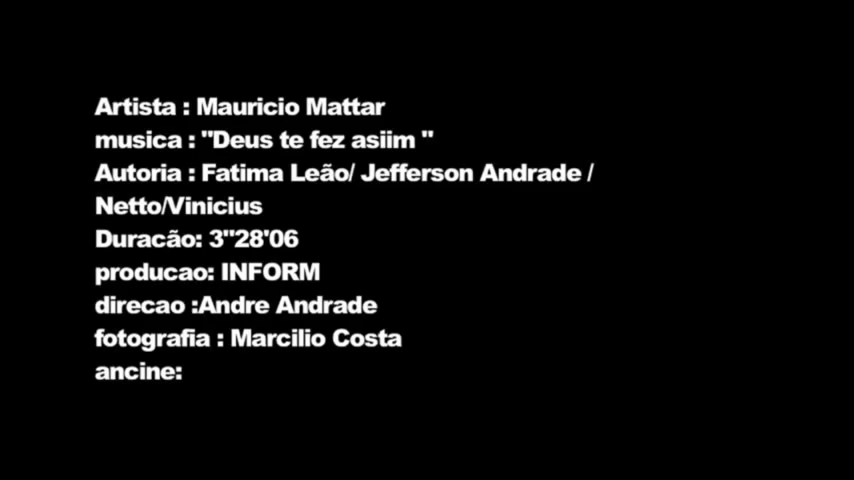 Artista : Mauricio Mattar
musica : "Deus te fez asiim "
Autoria : Fatima Leão/ Jefferson Andrade /
Netto/Vinicius
Duracão: 3"28'06
producao: INFORM
direcao :Andre Andrade
fotografia : Marcilio Costa
ancine: